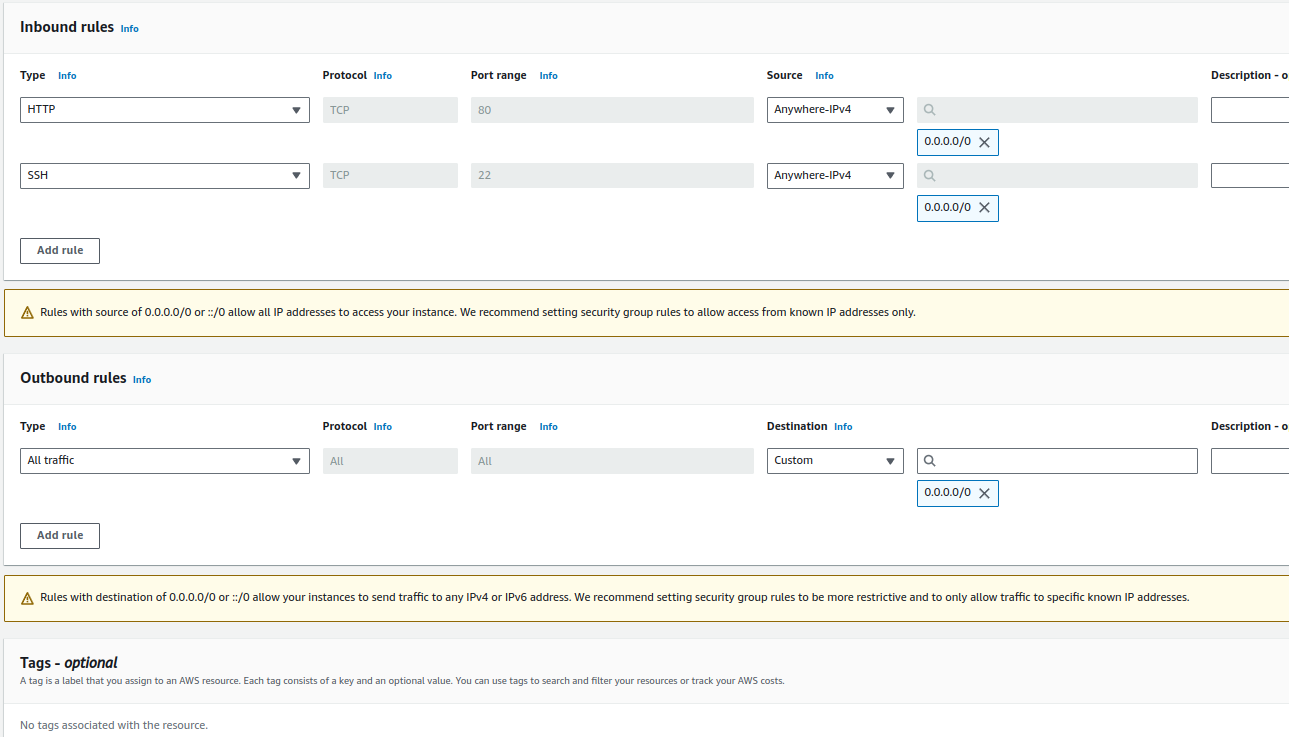 Inbound rules Info
Type Info Protocol Info Port range Info Source Info Description - o
HTTP TCP 80 Anywhere-IPv4
0.0.0.0/0
SSH TCP 22 Anywhere-IPv4
0.0.0.0/0
Add rule
Rules with source of 0.0.0.0/0 or ::/0 allow all IP addresses to access your instance. We recommend setting security group rules to allow access from known IP addresses only.
Outbound rules Info
Type Info Protocol Info Port range Info Destination Info Description - o
All traffic All All Custom
0.0.0.0/0
Add rule
Rules with destination of 0.0.0.0/0 or ::/0 allow your instances to send traffic to any IPv4 or IPv6 address. We recommend setting security group rules to be more restrictive and to only allow traffic to specific known IP addresses.
Tags - optional
A tag is a label that you assign to an AWS resource. Each tag consists of a key and an optional value. You can use tags to search and filter your resources or track your AWS costs.
No tags associated with the resource.